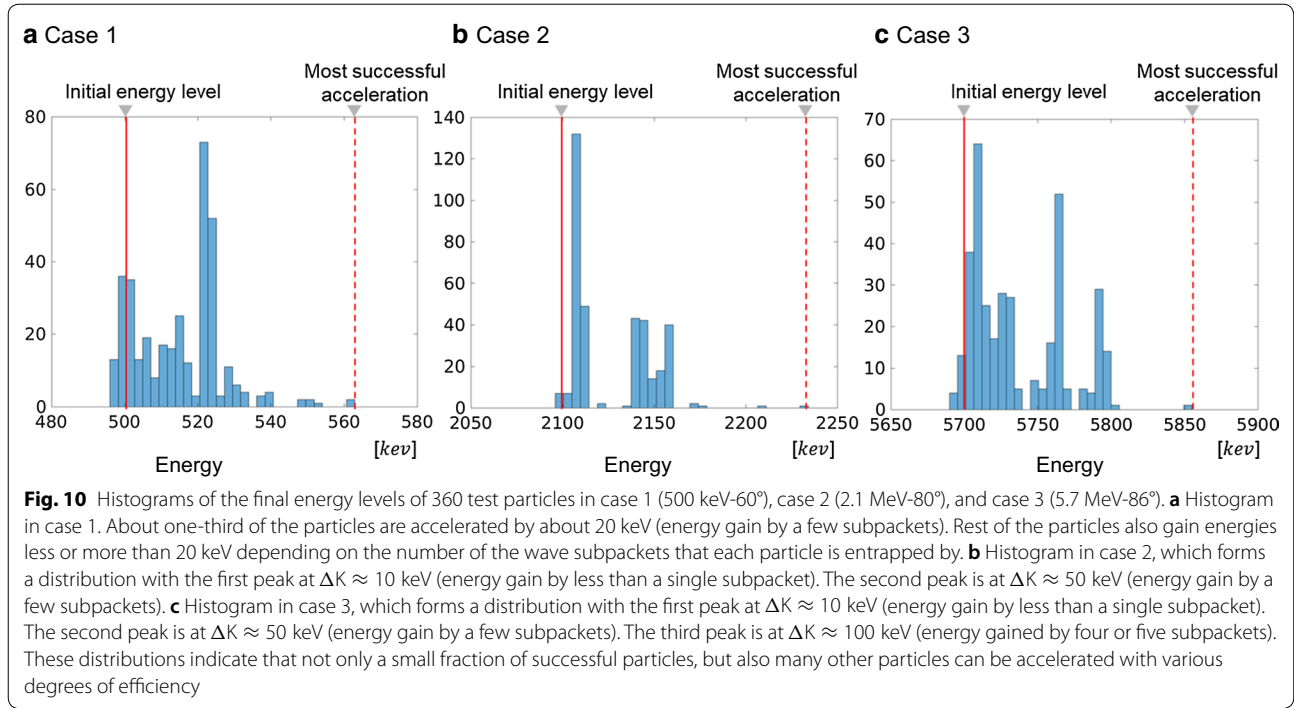 a Case 1
b Case 2
c Case 3
Most successful
acceleration
Initial energy level
Most successful
acceleration
Initial energy level
Most successful
acceleration
Initial energy level
80
60
40
20
0
480
500
520
540
560
580
[kev]
Energy
140
120
100
80
60
40
20
0
2050
2100
2150
2200
2250
[kev]
Energy
70
60
50
40
30
20
10
0
5650
5700
5750
5800
5850
5900
[kev]
Energy
Fig. 10 Histograms of the final energy levels of 360 test particles in case 1 (500 keV-60°), case 2 (2.1 MeV-80°), and case 3 (5.7 MeV-86°). a Histogram
in case 1. About one-third of the particles are accelerated by about 20 keV (energy gain by a few subpackets). Rest of the particles also gain energies
less or more than 20 keV depending on the number of the wave subpackets that each particle is entrapped by. b Histogram in case 2, which forms
a distribution with the first peak at ΔK ≈ 10 keV (energy gain by less than a single subpacket). The second peak is at ΔK ≈ 50 keV (energy gain by a
few subpackets). c Histogram in case 3, which forms a distribution with the first peak at ΔK ≈ 10 keV (energy gain by less than a single subpacket).
The second peak is at ΔK ≈ 50 keV (energy gain by a few subpackets). The third peak is at ΔK ≈ 100 keV (energy gained by four or five subpackets).
These distributions indicate that not only a small fraction of successful particles, but also many other particles can be accelerated with various
degrees of efficiency